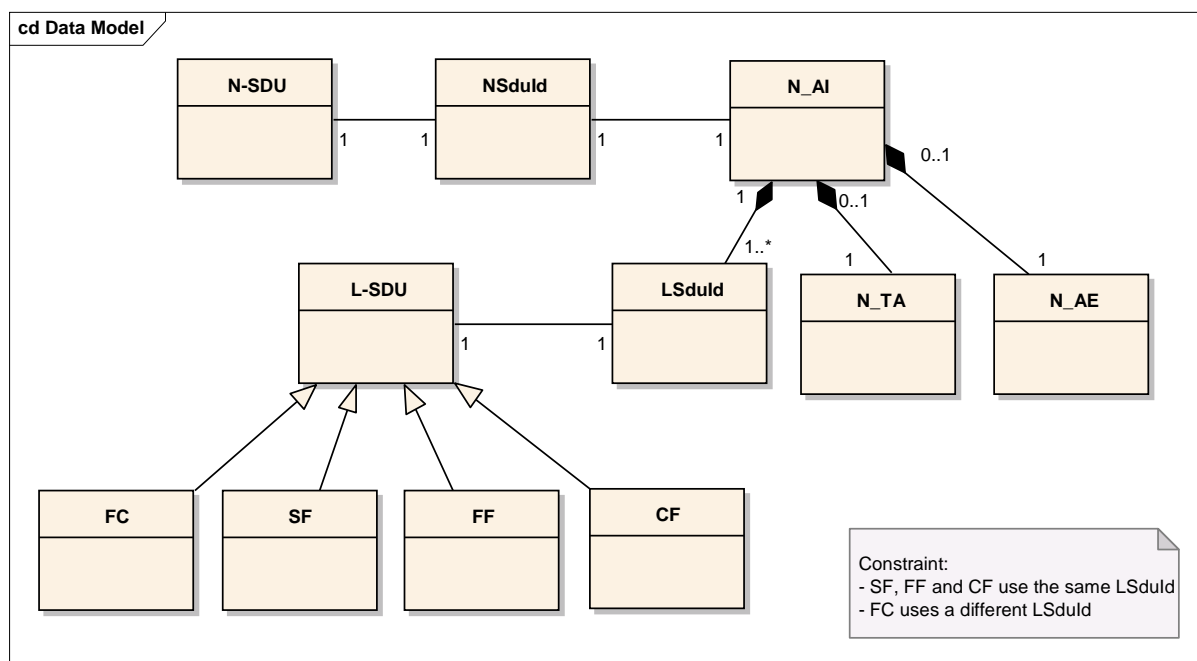 cd Data Model
N-SDU
NSduId
N_AI
1
1
1
1
0..1
1
0..1
1..*
1
1
L-SDU
LSduId
N_TA
N_AE
1
1
FC
SF
FF
CF
Constraint:
- SF, FF and CF use the same LSduId
- FC uses a different LSduId